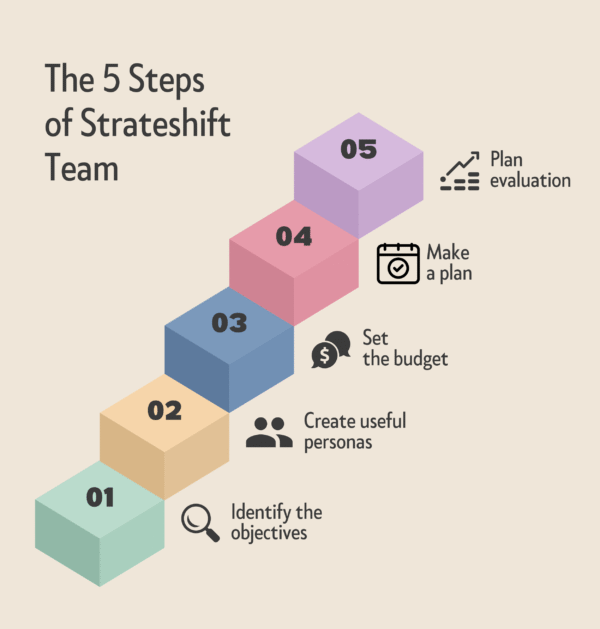 The 5 Steps
of Strateshift
Team
05
Plan
evaluation
04
Make
a plan
03
$
Set
the budget
02
Create useful
personas
01
Identify the
objectives